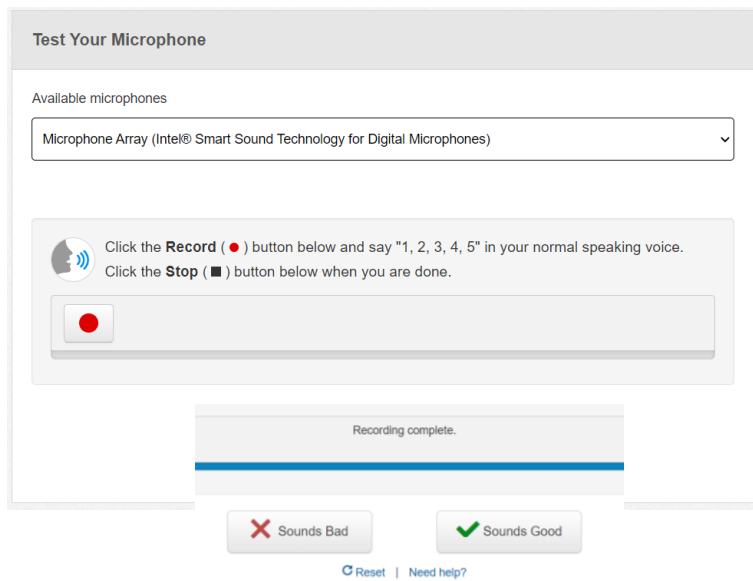 Test Your Microphone
Available microphones
Microphone Array (Intel® Smart Sound Technology for Digital Microphones)
Click the Record ( ● ) button below and say "1, 2, 3, 4, 5" in your normal speaking voice.
Click the Stop ( ■ ) button below when you are done.
Recording complete.
Sounds Bad
Sounds Good
Reset | Need help?